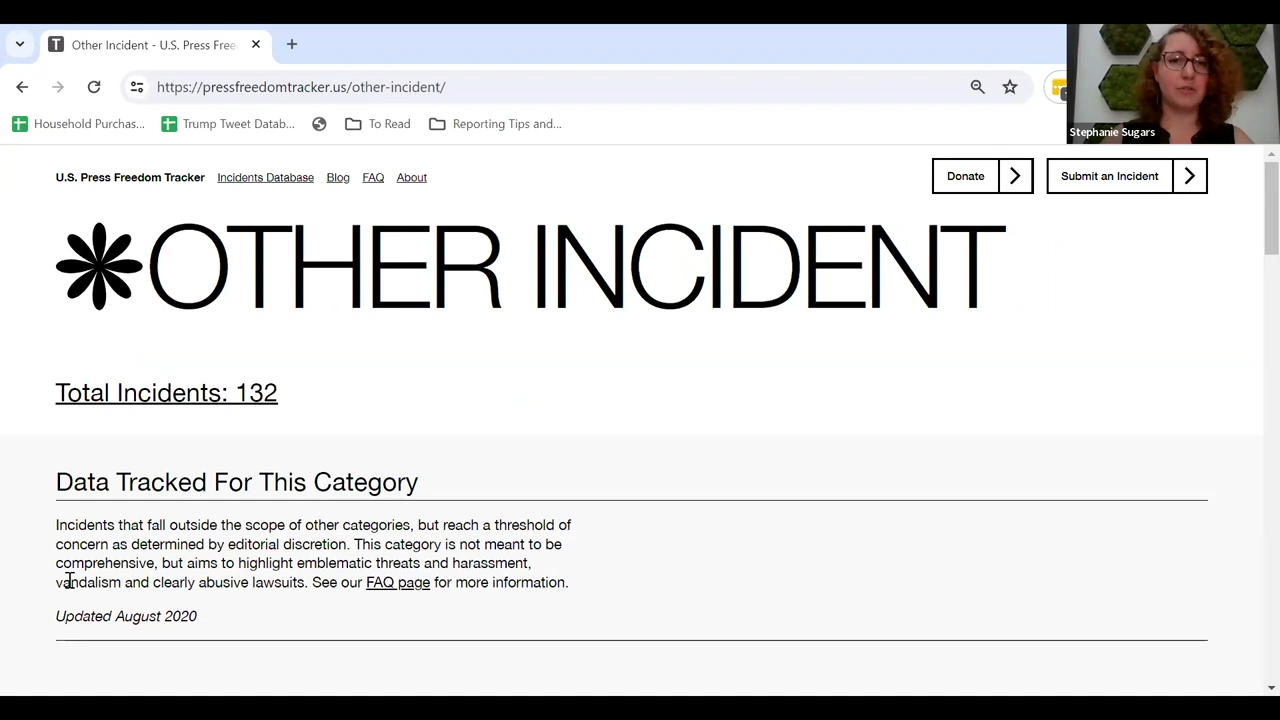 Other Incident - U.S. Press Free
https://pressfreedomtracker.us/other-incident/
Household Purchas... Trump Tweet Datab... To Read Reporting Tips and...
Stephanie Sugars
U.S. Press Freedom Tracker Incidents Database Blog FAQ About Donate Submit an Incident
OTHER INCIDENT
Total Incidents: 132
Data Tracked For This Category
Incidents that fall outside the scope of other categories, but reach a threshold of
concern as determined by editorial discretion. This category is not meant to be
comprehensive, but aims to highlight emblematic threats and harassment,
vandalism and clearly abusive lawsuits. See our FAQ page for more information.
Updated August 2020